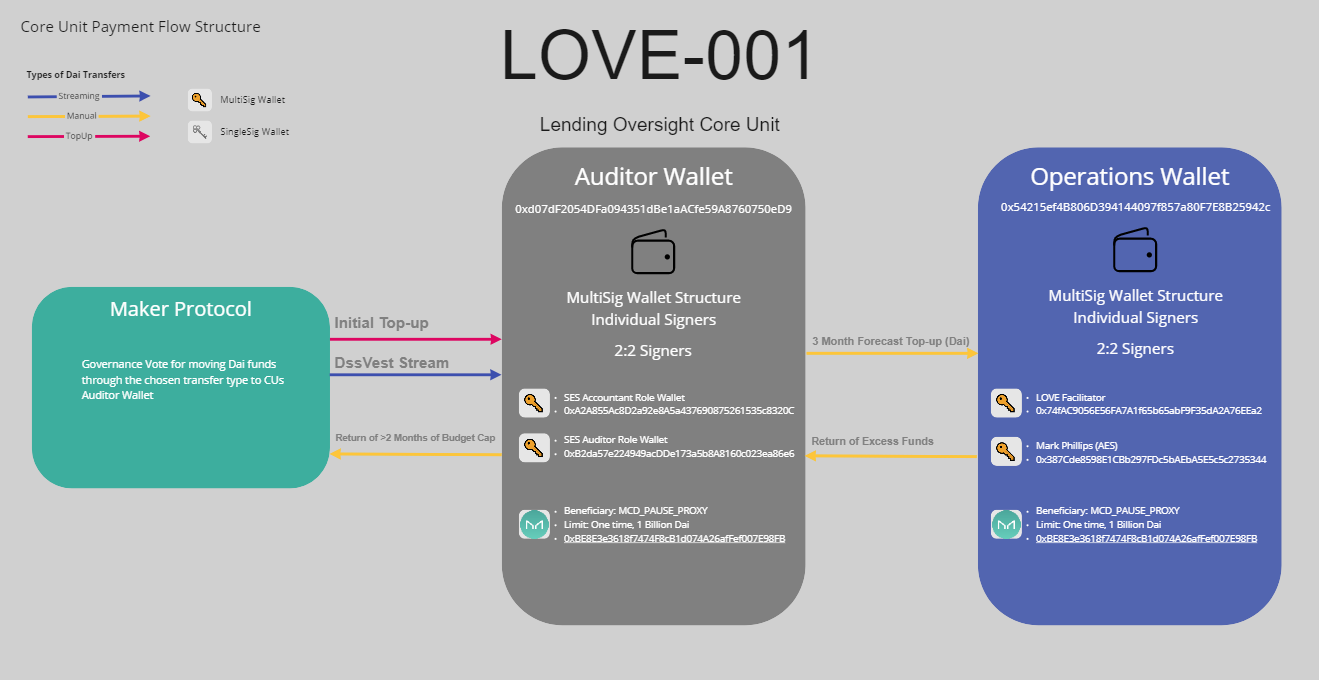 Core Unit Payment Flow Structure
LOVE-001
Types of Dai Transfers
Streaming
Manual
TopUp
MultiSig Wallet
SingleSig Wallet
Lending Oversight Core Unit
Maker Protocol
Governance Vote for moving Dai funds
through the chosen transfer type to CUs
Auditor Wallet
Initial Top-up
DssVest Stream
Return of >2 Months of Budget Cap
Auditor Wallet
0xd07dF2054DFa094351dBe1aACfe59A8760750eD9
MultiSig Wallet Structure
Individual Signers
2:2 Signers
• SES Accountant Role Wallet
• 0xA2A855Ac8D2a92e8A5a437690875261535c8320C
• SES Auditor Role Wallet
• 0xB2da57e224949acDDe173a5b8A8160c023ea86e6
• Beneficiary: MCD_PAUSE_PROXY
• Limit: One time, 1 Billion Dai
• 0xBE8E3e3618f7474F8cB1d074A26afFef007E98FB
3 Month Forecast Top-up (Dai)
Return of Excess Funds
Operations Wallet
0x54215ef4B806D394144097f857a80F7E8B25942c
MultiSig Wallet Structure
Individual Signers
2:2 Signers
• LOVE Facilitator
• 0x74fAC9056E56FA7A1f65b65abF9F35dA2A76EEa2
• Mark Phillips (AES)
• 0x387Cde8598E1CBb297FDc5bAEbA5E5c5c2735344
• Beneficiary: MCD_PAUSE_PROXY
• Limit: One time, 1 Billion Dai
• 0xBE8E3e3618f7474F8cB1d074A26afFef007E98FB